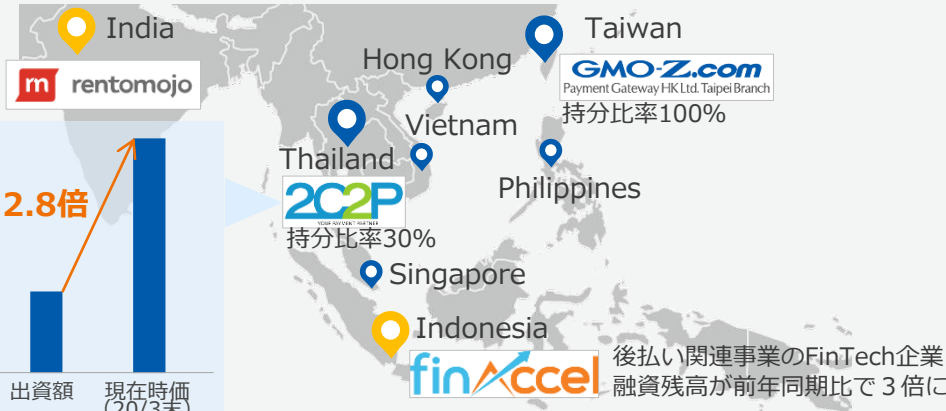 India
m rentomojo
Taiwan
GMO-Z.com
Payment Gateway HK Ltd. Taipei Branch
持分比率100%
Hong Kong
Vietnam
Thailand
2C2P
YOUR PAYMENT PARTNER
持分比率30%
Philippines
Singapore
Indonesia
finAccel
後払い関連事業のFinTech企業
融資残高が前年同期比で３倍に
2.8倍
出資額
現在時価
(20/3末)